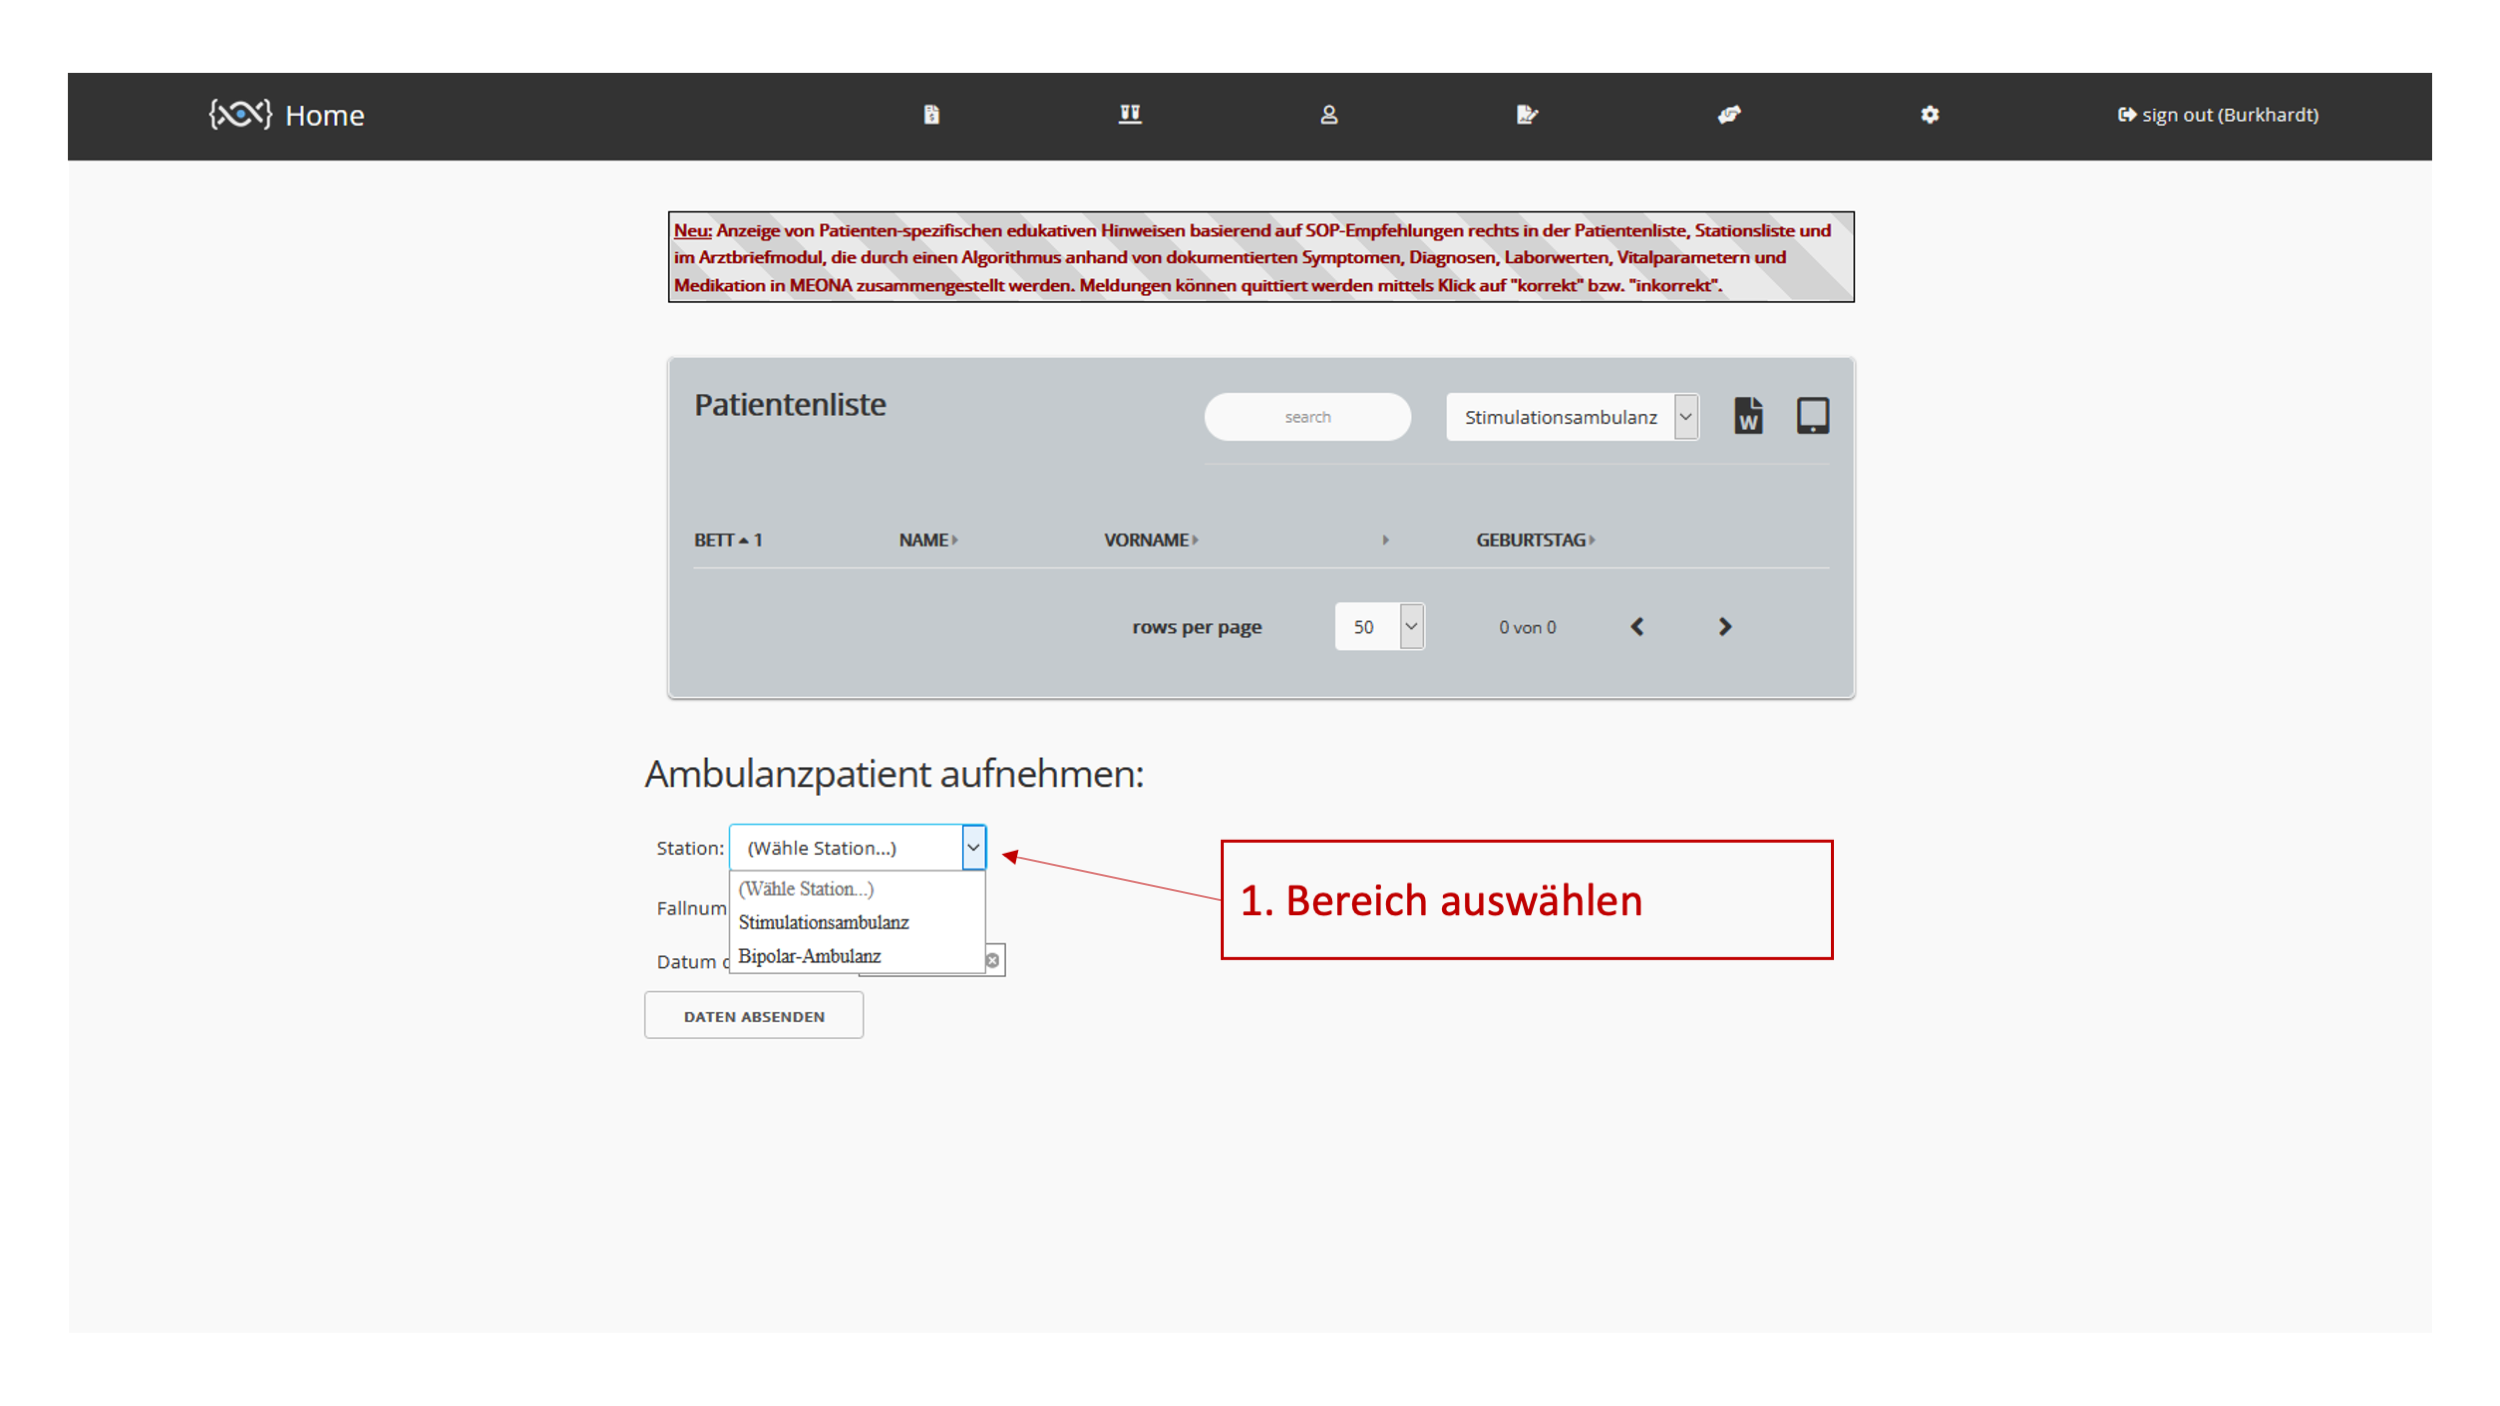 Home
sign out (Burkhardt)
Neu: Anzeige von Patienten-spezifischen edukativen Hinweisen basierend auf SOP-Empfehlungen rechts in der Patientenliste, Stationsliste und
im Arztbriefmodul, die durch einen Algorithmus anhand von dokumentierten Symptomen, Diagnosen, Laborwerten, Vitalparametern und
Medikation in MEONA zusammengestellt werden. Meldungen können quittiert werden mittels Klick auf "korrekt" bzw. "inkorrekt".
Patientenliste
search
Stimulationsambulanz
W
BETT 1 NAME VORNAME GEBURTSTAG
rows per page 50 0 von 0
Ambulanzpatient aufnehmen:
Station: (Wähle Station...)
(Wähle Station...)
Fallnum
Stimulationsambulanz
Datum
Bipolar-Ambulanz
DATEN ABSENDEN
1. Bereich auswählen